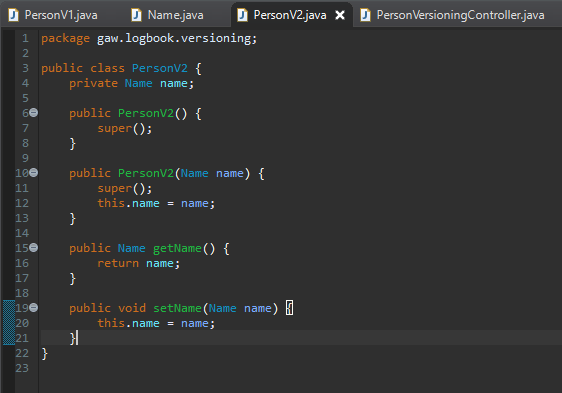 PersonV1.java Name.java PersonV2.java PersonVersioningController.java
1 package gaw.logbook.versioning;
2
3 public class PersonV2 {
4     private Name name;
5
6     public PersonV2() {
7         super();
8     }
9
10     public PersonV2(Name name) {
11         super();
12         this.name = name;
13     }
14
15     public Name getName() {
16         return name;
17     }
18
19     public void setName(Name name) {
20         this.name = name;
21     }
22 }
23